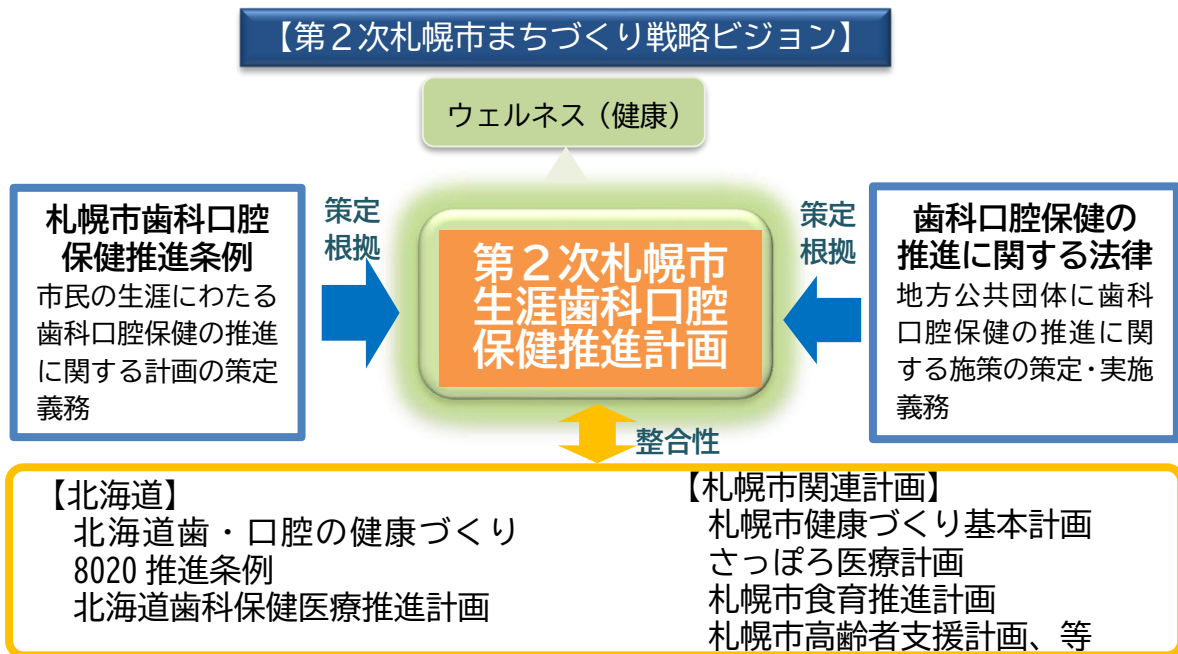 【第２次札幌市まちづくり戦略ビジョン】
ウェルネス（健康）
札幌市歯科口腔
保健推進条例
市民の生涯にわたる
歯科口腔保健の推進
に関する計画の策定
義務
策定
根拠
第２次札幌市
生涯歯科口腔
保健推進計画
策定
根拠
歯科口腔保健の
推進に関する法律
地方公共団体に歯科
口腔保健の推進に関
する施策の策定・実施
義務
整合性
【北海道】
北海道歯・口腔の健康づくり
8020 推進条例
北海道歯科保健医療推進計画
【札幌市関連計画】
札幌市健康づくり基本計画
さっぽろ医療計画
札幌市食育推進計画
札幌市高齢者支援計画、等